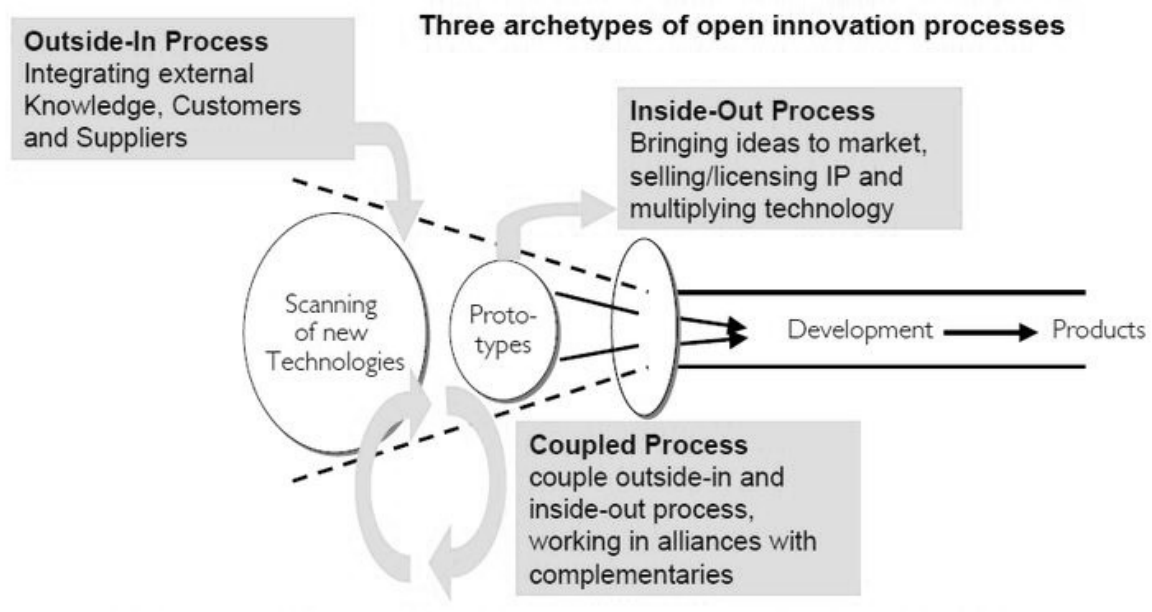 Three archetypes of open innovation processes
Outside-In Process
Integrating external
Knowledge, Customers
and Suppliers
Inside-Out Process
Bringing ideas to market,
selling/licensing IP and
multiplying technology
Scanning
of new
Technologies
Proto-
types
Development
Products
Coupled Process
couple outside-in and
inside-out process,
working in alliances with
complementaries